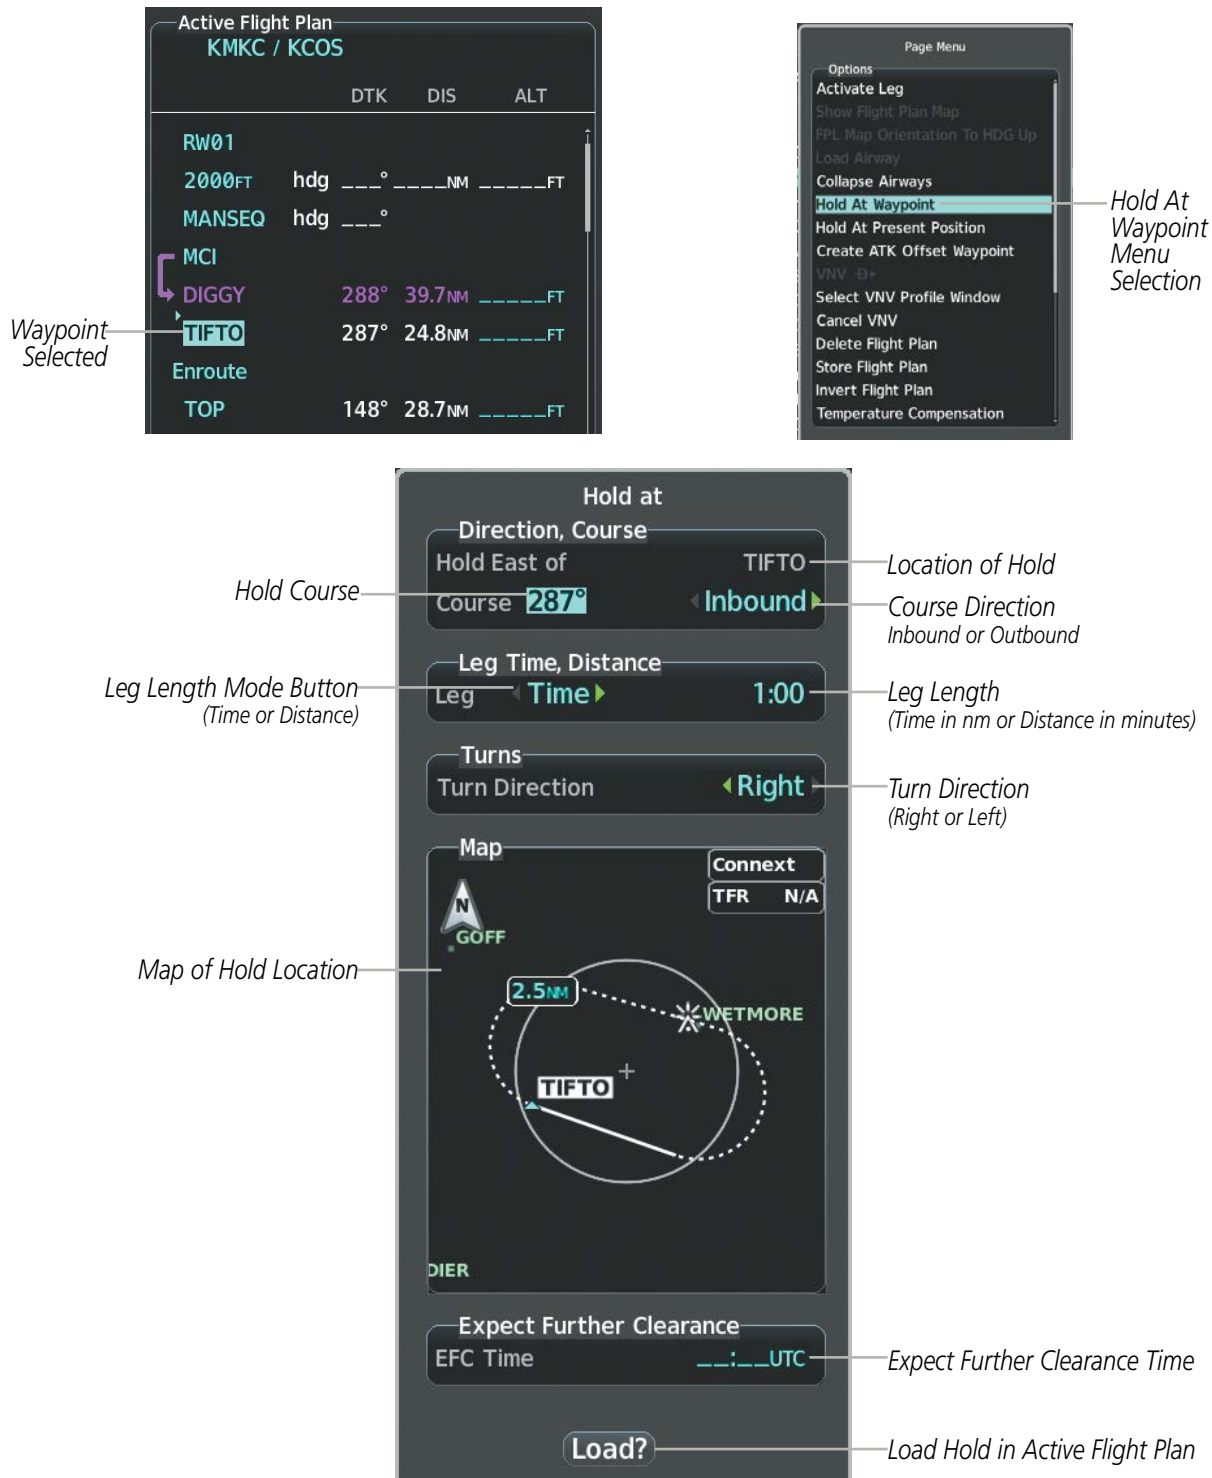 Active Flight Plan
KMKC / KCOS
DTK DIS ALT
RW01
2000FT hdg ___° ____NM _____FT
MANSEQ hdg ___°
MCI
DIGGY 288° 39.7NM _____FT
TIFTO 287° 24.8NM _____FT
Enroute
TOP 148° 28.7NM _____FT
Waypoint
Selected
Page Menu
Options
Activate Leg
Show Flight Plan Map
FPL Map Orientation To HDG Up
Load Airway
Collapse Airways
Hold At Waypoint
Hold At Present Position
Create ATK Offset Waypoint
VNV
Select VNV Profile Window
Cancel VNV
Delete Flight Plan
Store Flight Plan
Invert Flight Plan
Temperature Compensation
Hold At
Waypoint
Menu
Selection
Hold at
Direction, Course
Hold East of TIFTO
Course 287° Inbound
Leg Time, Distance
Leg Time 1:00
Turns
Turn Direction Right
Map
Connext
TFR N/A
N
GOFF
2.5NM
WETMORE
TIFTO
DIER
Expect Further Clearance
EFC Time __:__UTC
Load?
Hold Course
Leg Length Mode Button
(Time or Distance)
Map of Hold Location
Location of Hold
Course Direction
Inbound or Outbound
Leg Length
(Time in nm or Distance in minutes)
Turn Direction
(Right or Left)
Expect Further Clearance Time
Load Hold in Active Flight Plan